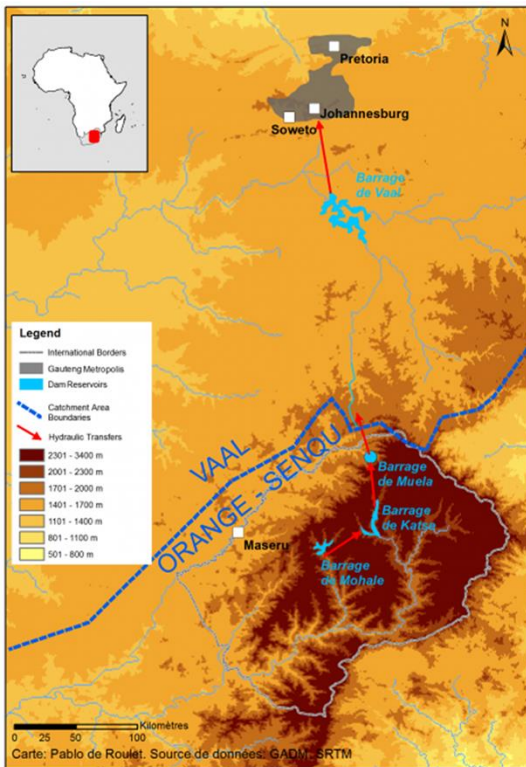 N
Pretoria
Johannesburg
Soweto
Barrage
de Vaal
Legend
International Borders
Gauteng Metropolis
Dam Reservoirs
Catchment Area
Boundaries
Hydraulic Transfers
2301 - 3400 m
2001 - 2300 m
1701 - 2000 m
1401 - 1700 m
1101 - 1400 m
801 - 1100 m
501 - 800 m
VAAL
ORANGE - SENQU
Barrage
de Muela
Barrage
de Katse
Maseru
Barrage
de Mohale
0 50 100 Kilomètres
Carte: Pablo de Roulet. Source de données: GADM, SRTM